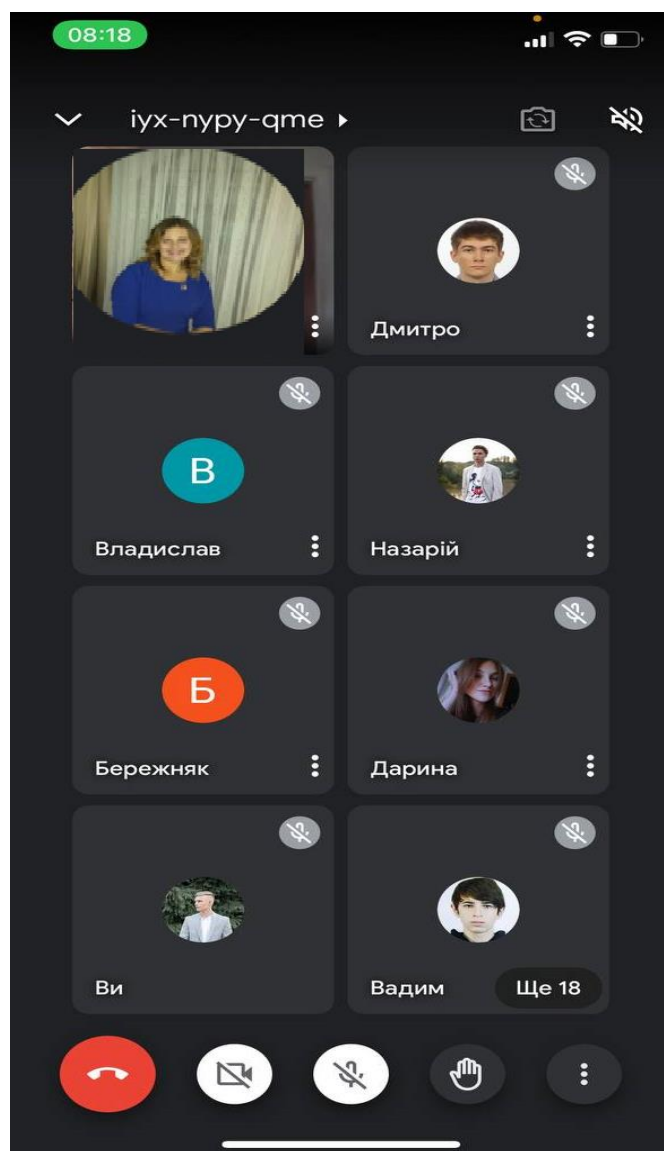 08:18
iyx-nypy-qme
Дмитро
В
Владислав
Назарій
Б
Бережняк
Дарина
Ви
Вадим
Ще 18